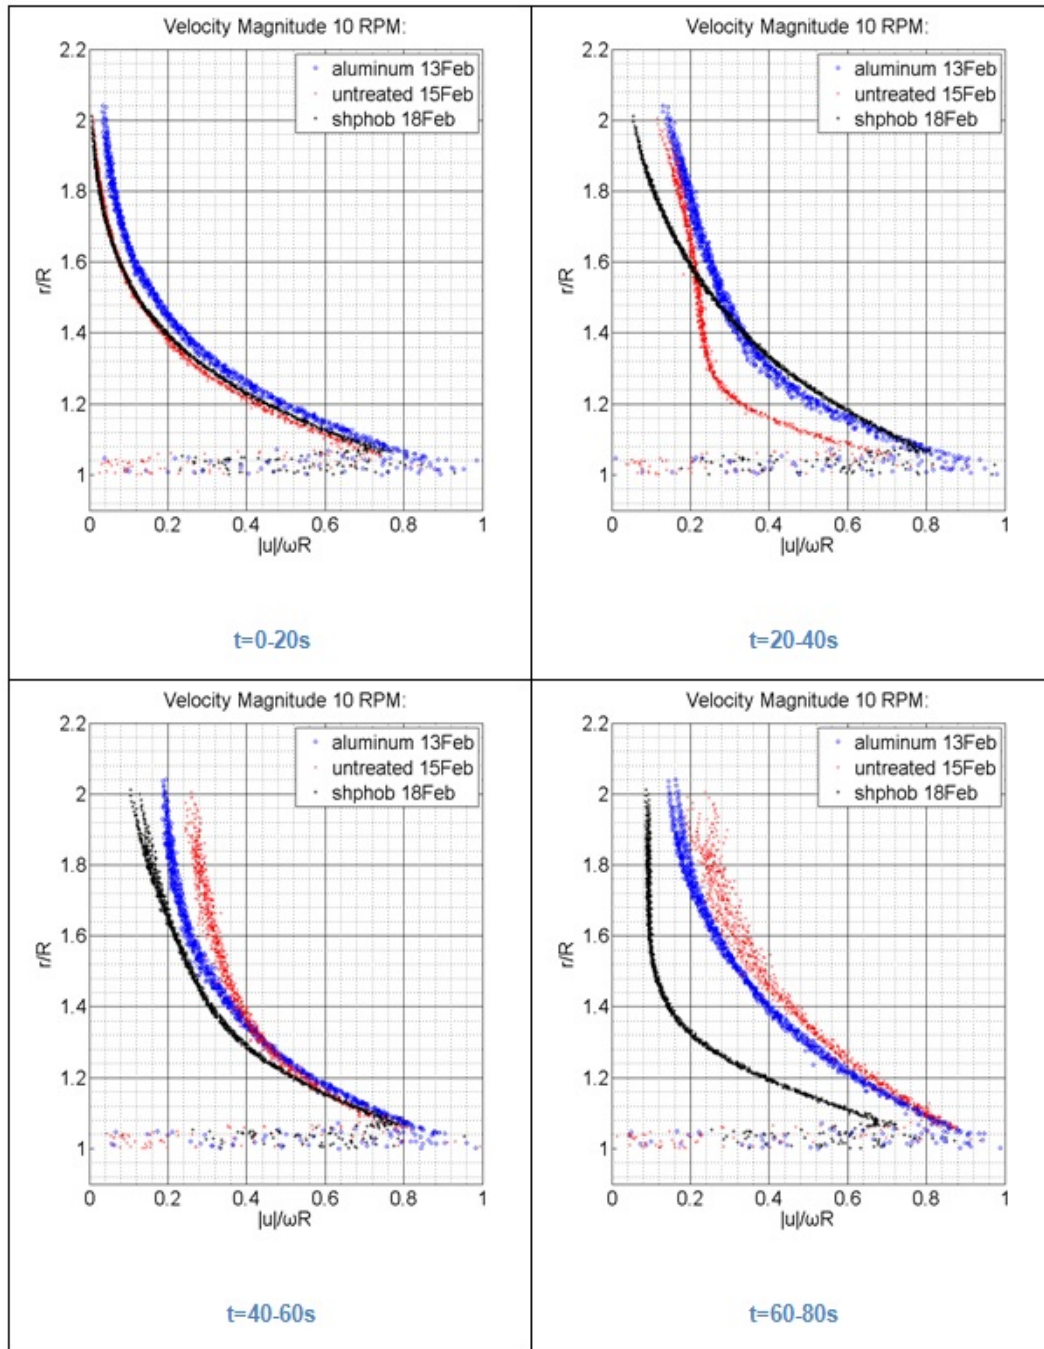 Velocity Magnitude 10 RPM:
2.2
2
1.8
1.6
1.4
1.2
1
r/R
aluminum 13Feb
untreated 15Feb
shphob 18Feb
0 0.2 0.4 0.6 0.8 1
|u|/ωR
t=0-20s
Velocity Magnitude 10 RPM:
2.2
2
1.8
1.6
1.4
1.2
1
r/R
aluminum 13Feb
untreated 15Feb
shphob 18Feb
0 0.2 0.4 0.6 0.8 1
|u|/ωR
t=20-40s
Velocity Magnitude 10 RPM:
2.2
2
1.8
1.6
1.4
1.2
1
r/R
aluminum 13Feb
untreated 15Feb
shphob 18Feb
0 0.2 0.4 0.6 0.8 1
|u|/ωR
t=40-60s
Velocity Magnitude 10 RPM:
2.2
2
1.8
1.6
1.4
1.2
1
r/R
aluminum 13Feb
untreated 15Feb
shphob 18Feb
0 0.2 0.4 0.6 0.8 1
|u|/ωR
t=60-80s